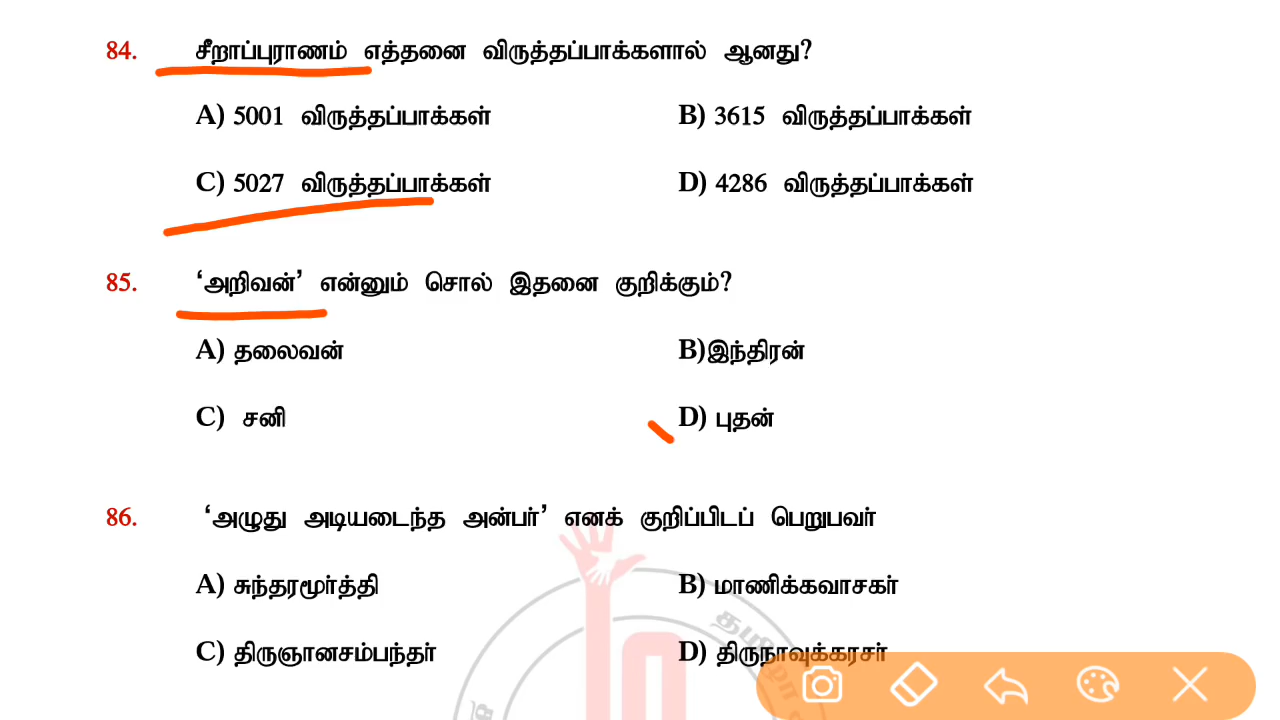 84. சீறாப்புராணம் எத்தனை விருத்தப்பாக்களால் ஆனது?
A) 5001 விருத்தப்பாக்கள் B) 3615 விருத்தப்பாக்கள்
C) 5027 விருத்தப்பாக்கள் D) 4286 விருத்தப்பாக்கள்
85. ‘அறிவன்’ என்னும் சொல் இதனை குறிக்கும்?
A) தலைவன் B)இந்திரன்
C) சனி D) புதன்
86. ‘அழுது அடியடைந்த அன்பர்’ எனக் குறிப்பிடப் பெறுபவர்
A) சுந்தரமூர்த்தி B) மாணிக்கவாசகர்
C) திருஞானசம்பந்தர் D) திருநாவுக்கரசர்